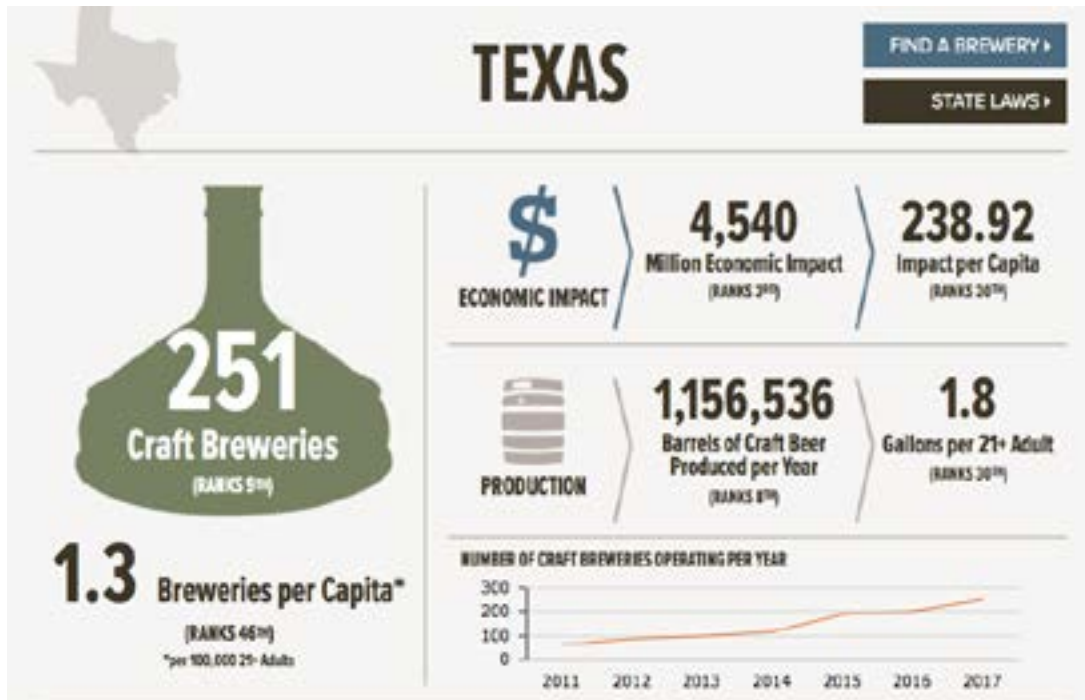 TEXAS
FIND A BREWERY
STATE LAWS
251
Craft Breweries
(RANKS 9TH)
1.3 Breweries per Capita*
(RANKS 46TH)
*per 100,000 21+ Adults
ECONOMIC IMPACT
4,540
Million Economic Impact
(RANKS
238.92
Impact per Capita
(RANKS
PRODUCTION
1,156,536
Barrels of Craft Beer
Produced per Year
(RANKS 8TH)
1.8
Gallons per 21+ Adult
(RANKS 30TH)
NUMBER OF CRAFT BREWERIES OPERATING PER YEAR
300
200
100
0
2011 2012 2013 2014 2015 2016 2017